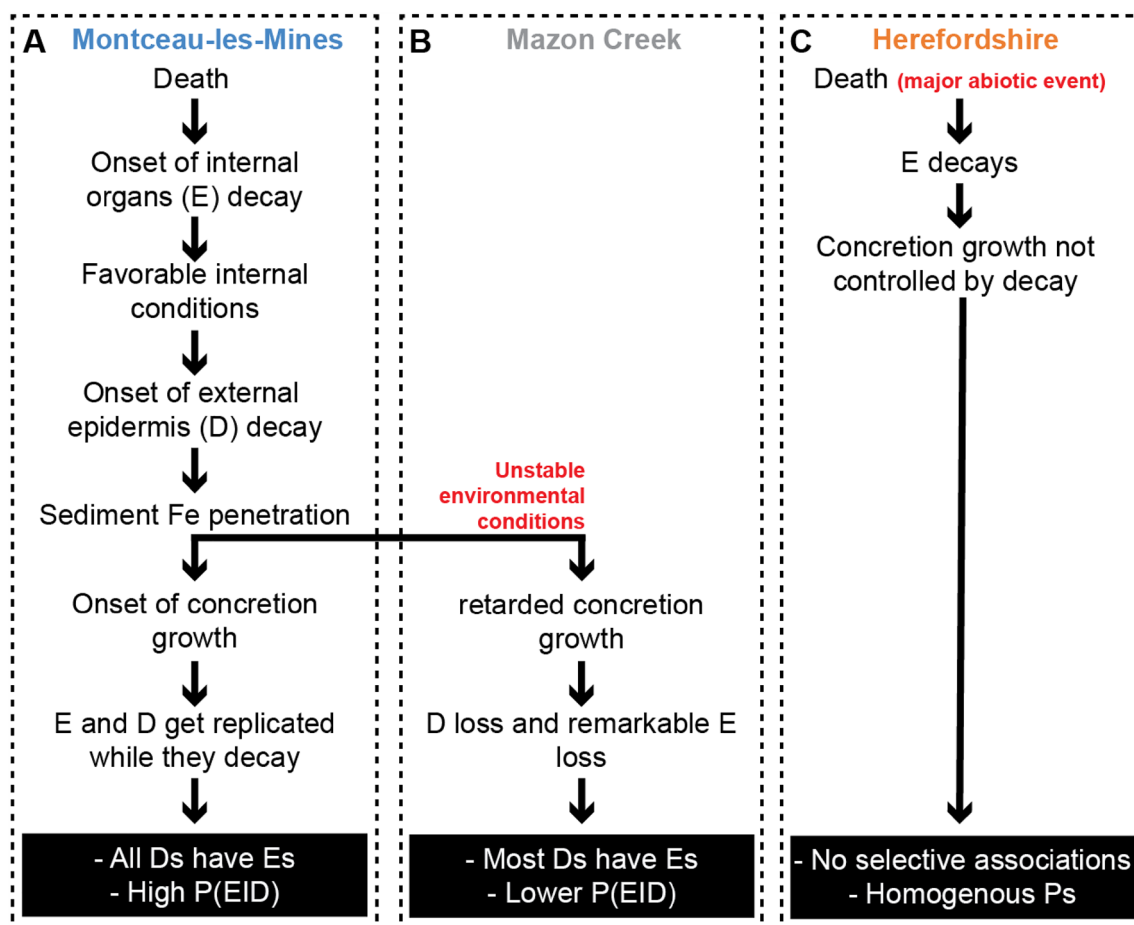 A Montceau-les-Mines
Death
Onset of internal
organs (E) decay
Favorable internal
conditions
Onset of external
epidermis (D) decay
Sediment Fe penetration
Onset of concretion
growth
E and D get replicated
while they decay
- All Ds have Es
- High P(EID)
B Mazon Creek
Unstable
environmental
conditions
retarded concretion
growth
D loss and remarkable E
loss
- Most Ds have Es
- Lower P(EID)
C Herefordshire
Death (major abiotic event)
E decays
Concretion growth not
controlled by decay
- No selective associations
- Homogenous Ps